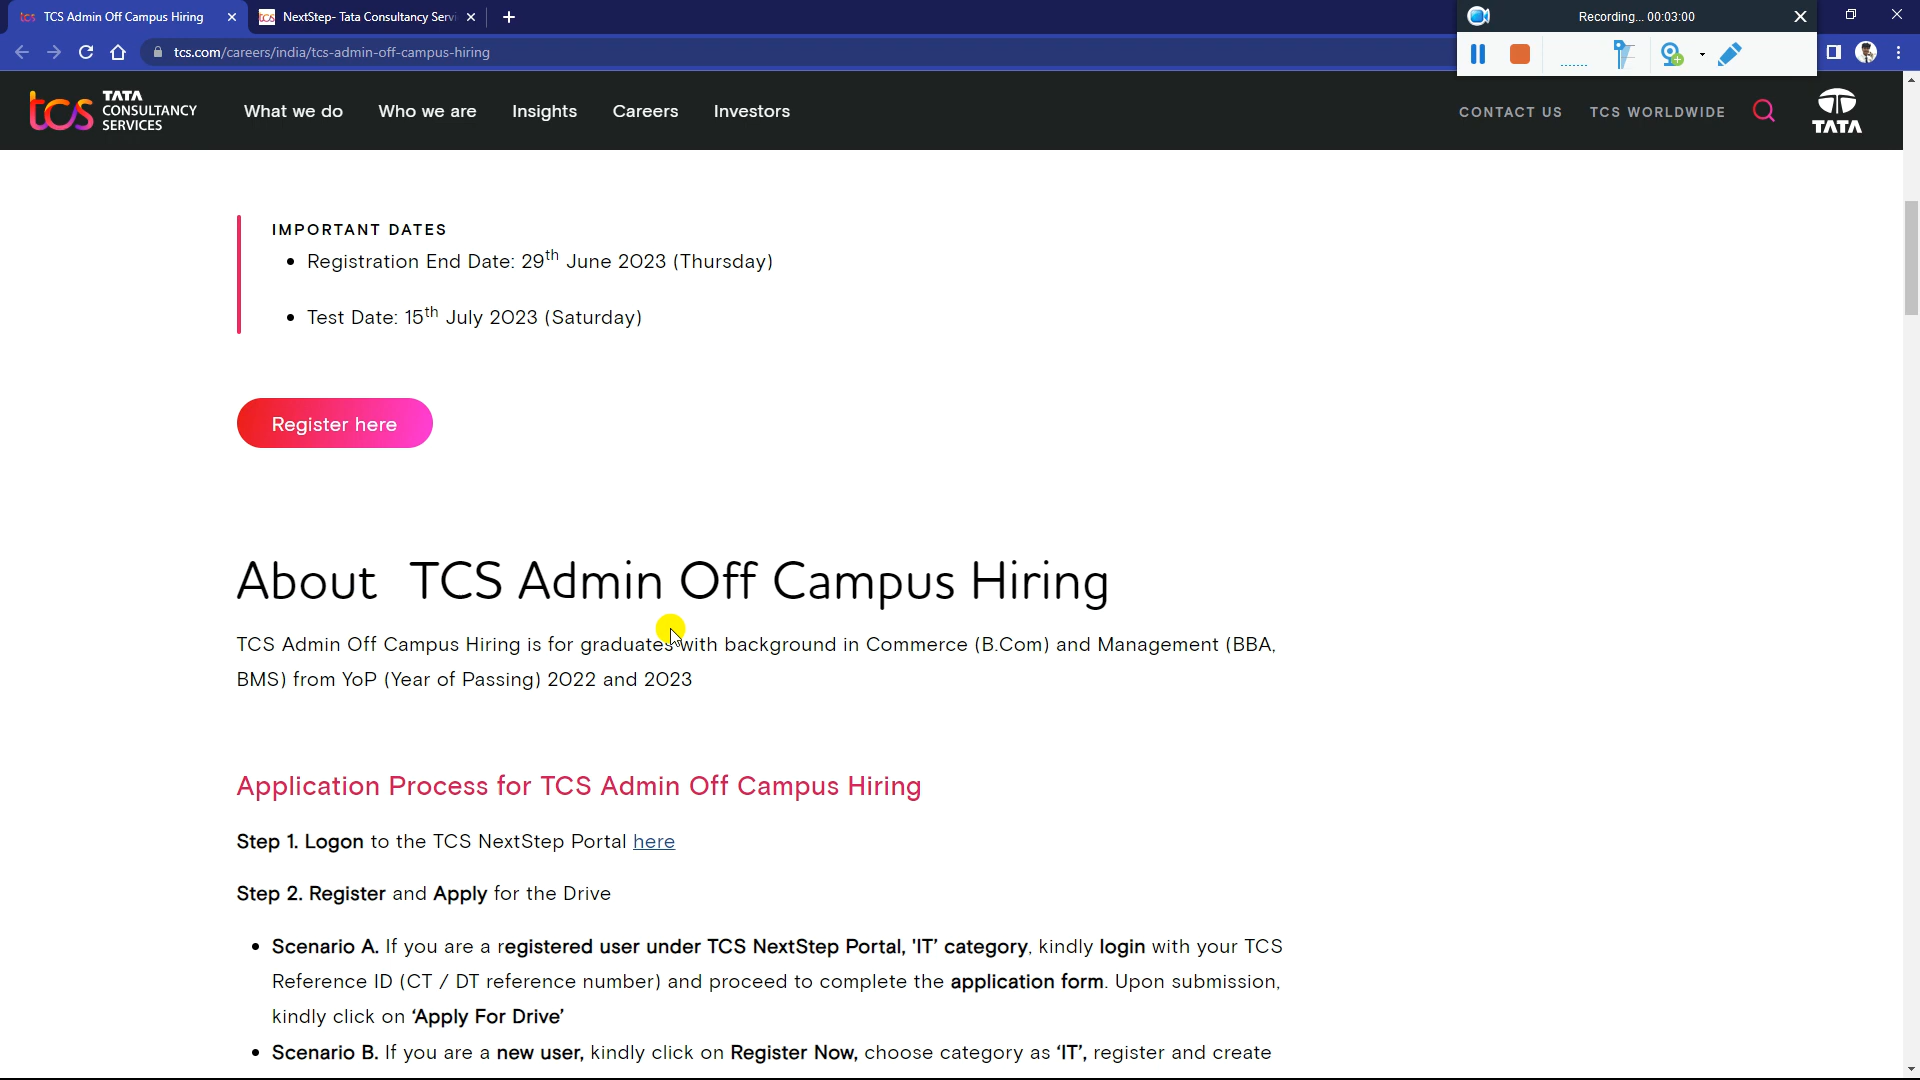 TCS Admin Off Campus Hiring
NextStep- Tata Consultancy Servi
Recording... 00:03:00
tcs.com/careers/india/tcs-admin-off-campus-hiring
tcs TATA CONSULTANCY SERVICES
What we do
Who we are
Insights
Careers
Investors
CONTACT US
TCS WORLDWIDE
TATA
IMPORTANT DATES
• Registration End Date: 29th June 2023 (Thursday)
• Test Date: 15th July 2023 (Saturday)
Register here
About TCS Admin Off Campus Hiring
TCS Admin Off Campus Hiring is for graduates with background in Commerce (B.Com) and Management (BBA,
BMS) from YoP (Year of Passing) 2022 and 2023
Application Process for TCS Admin Off Campus Hiring
Step 1. Logon to the TCS NextStep Portal here
Step 2. Register and Apply for the Drive
• Scenario A. If you are a registered user under TCS NextStep Portal, 'IT' category, kindly login with your TCS
Reference ID (CT / DT reference number) and proceed to complete the application form. Upon submission,
kindly click on ‘Apply For Drive’
• Scenario B. If you are a new user, kindly click on Register Now, choose category as ‘IT’, register and create